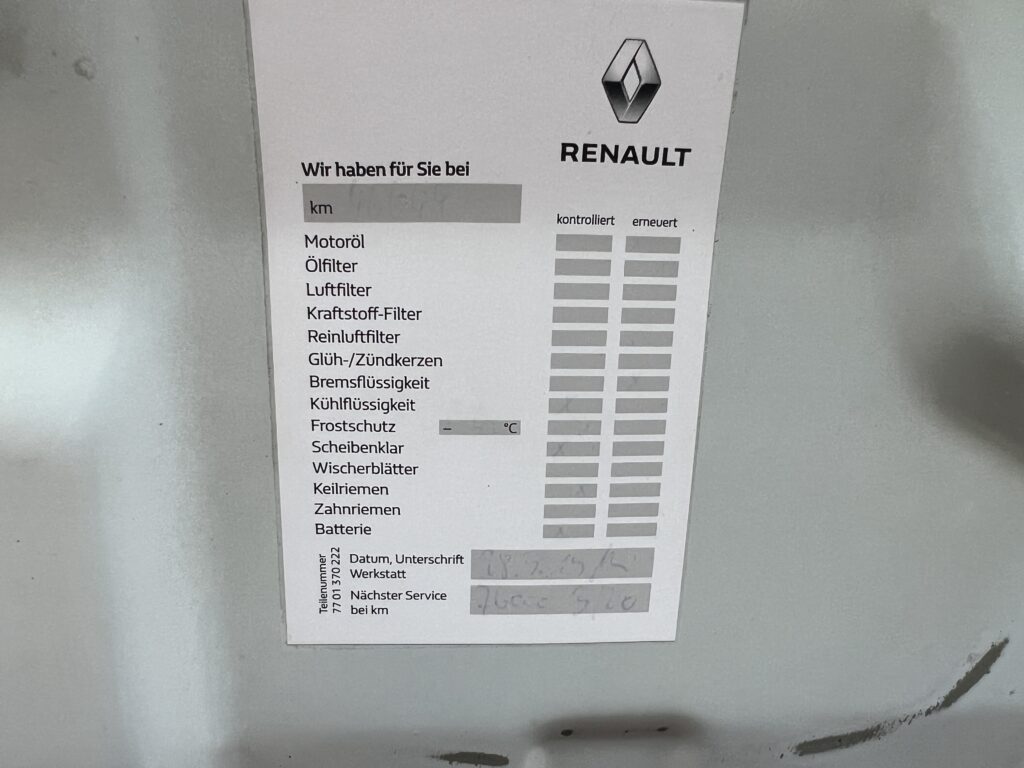 RENAULT
Wir haben für Sie bei
km
kontrolliert erneuert
Motoröl
Ölfilter
Luftfilter
Kraftstoff-Filter
Reinluftfilter
Glüh-/Zündkerzen
Bremsflüssigkeit
Kühlflüssigkeit
Frostschutz – °C
Scheibenklar
Wischerblätter
Keilriemen
Zahnriemen
Batterie
Teilenummer
77 01 370 222
Datum, Unterschrift
Werkstatt
Nächster Service
bei km